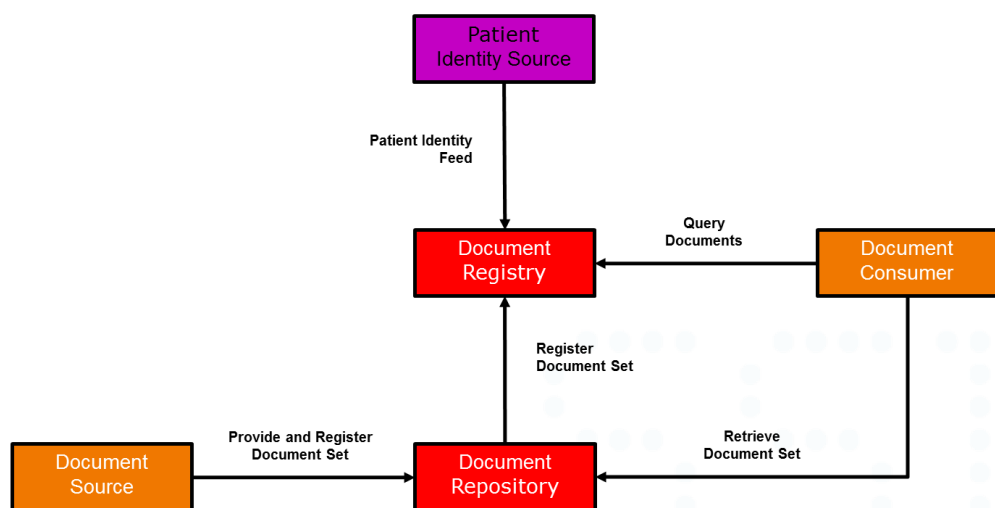 Patient
Identity Source
Patient Identity
Feed
Query
Documents
Document
Registry
Document
Consumer
Register
Document Set
Provide and Register
Document Set
Retrieve
Document Set
Document
Source
Document
Repository